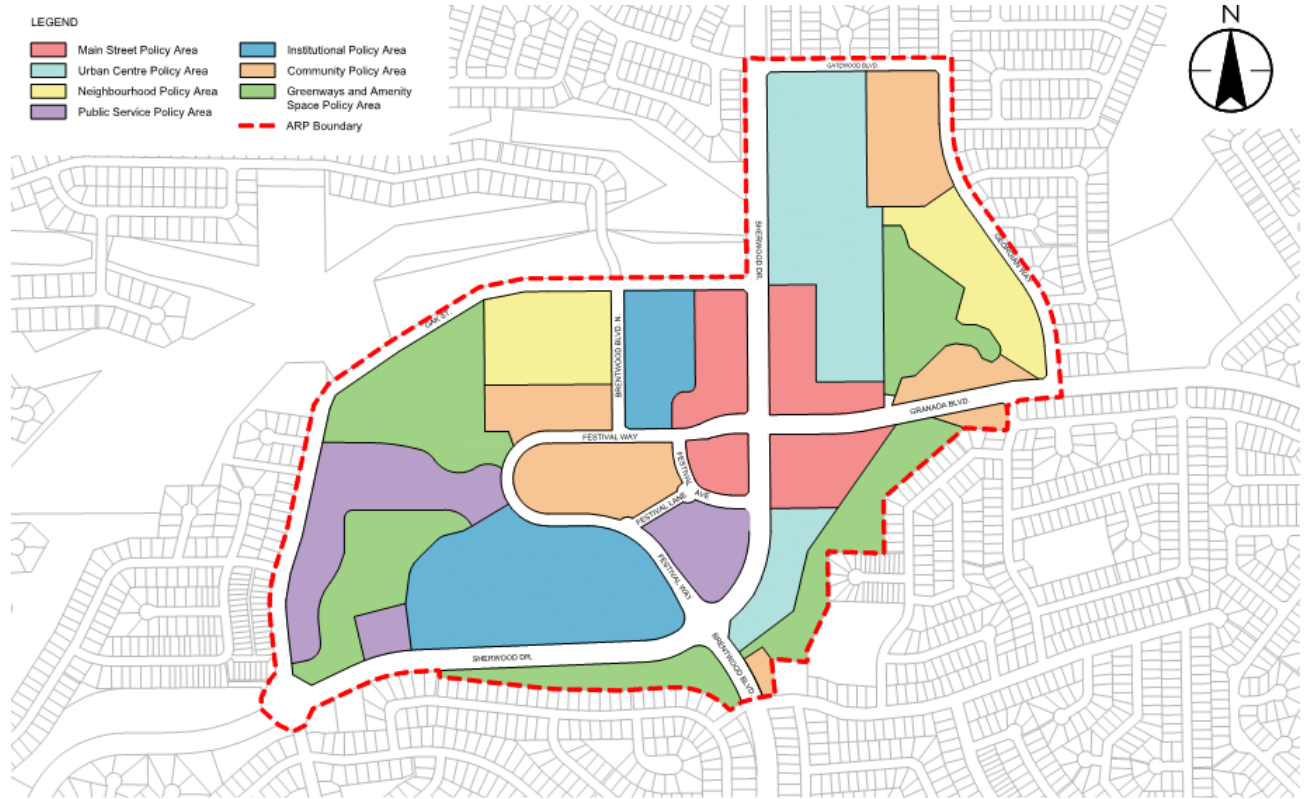 LEGEND
Main Street Policy Area
Urban Centre Policy Area
Neighbourhood Policy Area
Public Service Policy Area
Institutional Policy Area
Community Policy Area
Greenways and Amenity
Space Policy Area
ARP Boundary
N
GATEWOOD BLVD.
SHERWOOD DR.
GEORGIAN WAY
OAK ST.
BRENTWOOD BLVD. N.
GRANADA BLVD.
FESTIVAL WAY
FESTIVAL AVE
FESTIVAL LANE
FESTIVAL WAY
SHERWOOD DR.
BRENTWOOD BLVD.